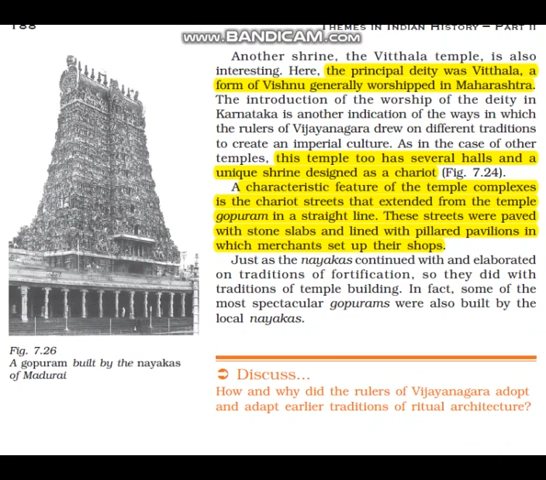 188
THEMES IN INDIAN HISTORY – PART II
www.BANDICAM.com
Another shrine, the Vitthala temple, is also
interesting. Here, the principal deity was Vitthala, a
form of Vishnu generally worshipped in Maharashtra.
The introduction of the worship of the deity in
Karnataka is another indication of the ways in which
the rulers of Vijayanagara drew on different traditions
to create an imperial culture. As in the case of other
temples, this temple too has several halls and a
unique shrine designed as a chariot (Fig. 7.24).
A characteristic feature of the temple complexes
is the chariot streets that extended from the temple
gopuram in a straight line. These streets were paved
with stone slabs and lined with pillared pavilions in
which merchants set up their shops.
Just as the nayakas continued with and elaborated
on traditions of fortification, so they did with
traditions of temple building. In fact, some of the
most spectacular gopurams were also built by the
local nayakas.
Fig. 7.26
A gopuram built by the nayakas
of Madurai
➲ Discuss...
How and why did the rulers of Vijayanagara adopt
and adapt earlier traditions of ritual architecture?